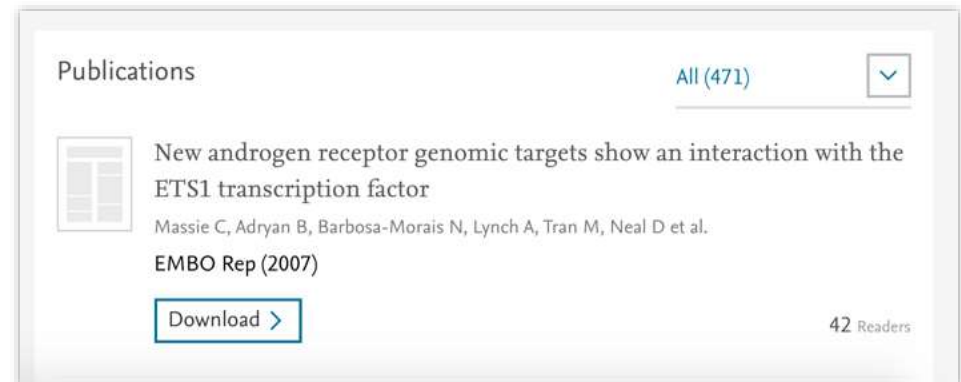 Publications
All (471)
New androgen receptor genomic targets show an interaction with the
ETS1 transcription factor
Massie C, Adryan B, Barbosa-Morais N, Lynch A, Tran M, Neal D et al.
EMBO Rep (2007)
Download
42 Readers